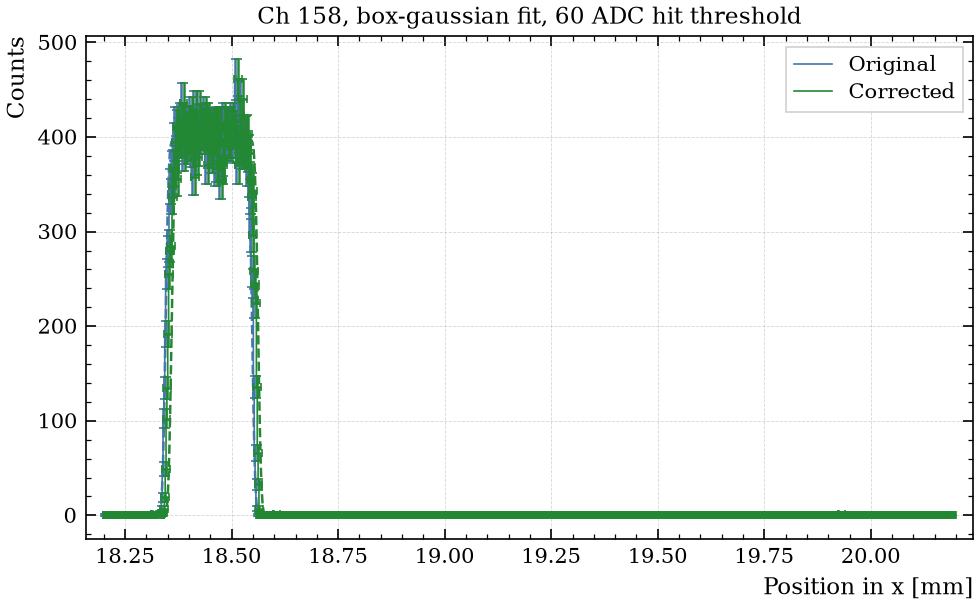 Ch 158, box-gaussian fit, 60 ADC hit threshold
Counts
500
400
300
200
100
0
Original
Corrected
18.25 18.50 18.75 19.00 19.25 19.50 19.75 20.00
Position in x [mm]